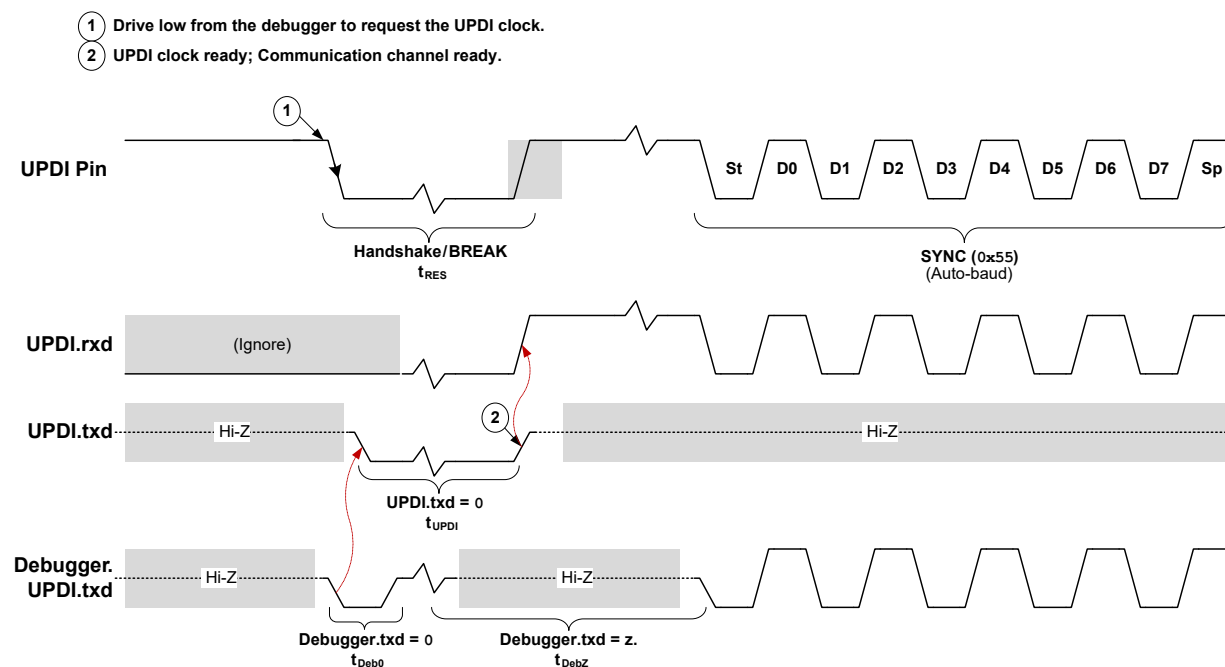 1 Drive low from the debugger to request the UPDI clock.
2 UPDI clock ready; Communication channel ready.
1
UPDI Pin
St D0 D1 D2 D3 D4 D5 D6 D7 Sp
Handshake/BREAK
tRES
SYNC (0x55)
(Auto-baud)
UPDI.rxd
(Ignore)
2
UPDI.txd
Hi-Z
Hi-Z
UPDI.txd = 0
tUPDI
Debugger.
UPDI.txd
Hi-Z
Hi-Z
Debugger.txd = 0
tDeb0
Debugger.txd = z.
tDebZ